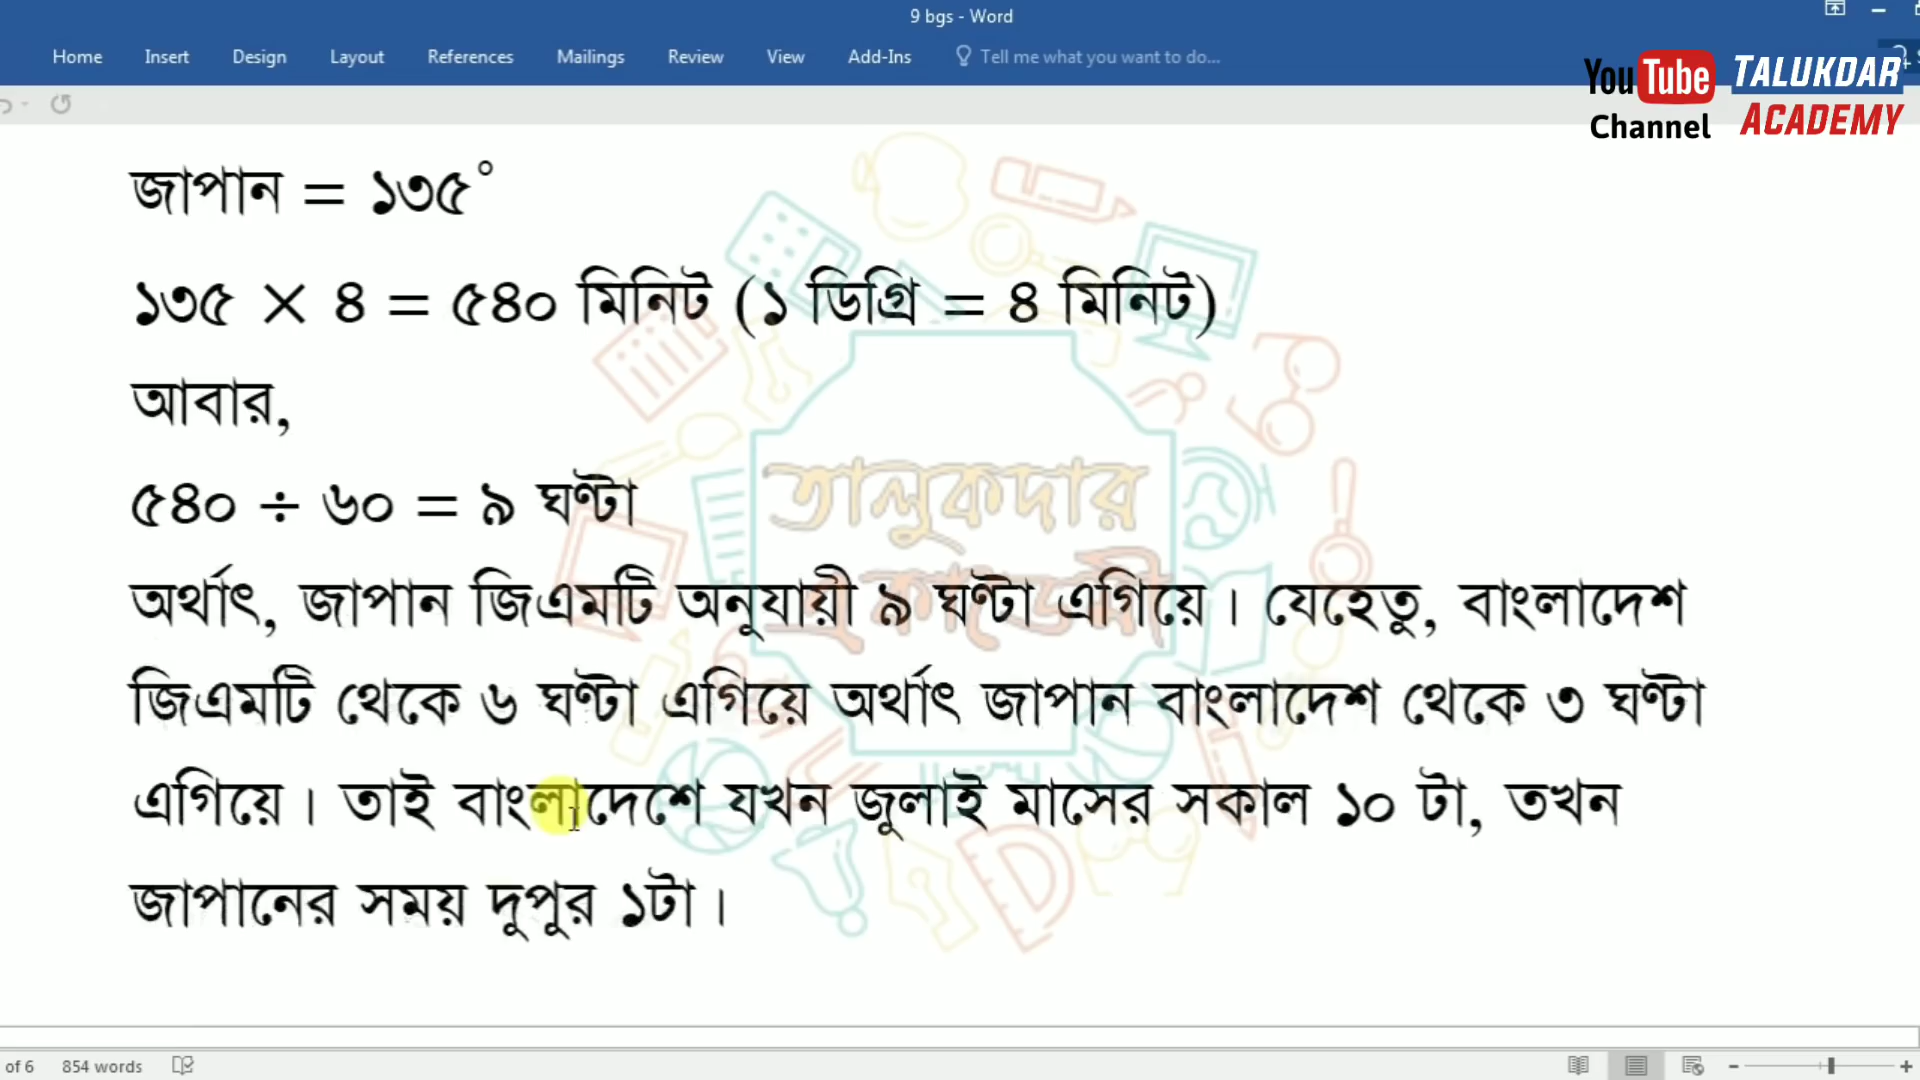 9 bgs - Word
Home Insert Design Layout References Mailings Review View Add-Ins Tell me what you want to do...
YouTube TALUKDAR
Channel ACADEMY
জাপান = ১৩৫°
১৩৫ × ৪ = ৫৪০ মিনিট (১ ডিগ্রি = ৪ মিনিট)
আবার,
তালুকদার
৫৪০ ÷ ৬০ = ৯ ঘণ্টা
একাডেমী
অর্থাৎ, জাপান জিএমটি অনুযায়ী ৯ ঘণ্টা এগিয়ে। যেহেতু, বাংলাদেশ
জিএমটি থেকে ৬ ঘণ্টা এগিয়ে অর্থাৎ জাপান বাংলাদেশ থেকে ৩ ঘণ্টা
এগিয়ে। তাই বাংলাদেশে যখন জুলাই মাসের সকাল ১০ টা, তখন
জাপানের সময় দুপুর ১টা।
of 6 854 words